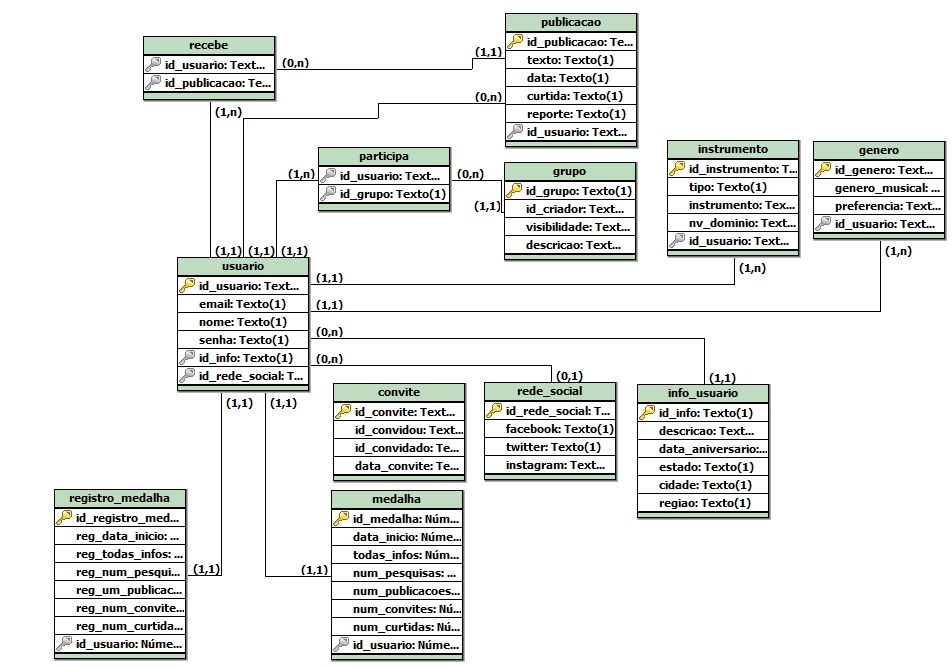 recebe
id_usuario: Text...
id_publicacao: Te...
(0,n)
(1,n)
publicacao
id_publicacao: Te...
texto: Texto(1)
data: Texto(1)
curtida: Texto(1)
reporte: Texto(1)
id_usuario: Text...
(1,1)
(0,n)
participa
id_usuario: Text...
id_grupo: Texto(1)
(1,n)
(0,n)
grupo
id_grupo: Texto(1)
id_criador: Text...
visibilidade: Text...
descricao: Text...
(1,1)
instrumento
id_instrumento: T...
tipo: Texto(1)
instrumento: Text...
nv_dominio: Text...
id_usuario: Text...
(1,n)
genero
id_genero: Text...
genero_musical: ...
preferencia: Text...
id_usuario: Text...
(1,n)
(1,1) (1,1) (1,1)
usuario
id_usuario: Text...
email: Texto(1)
nome: Texto(1)
senha: Texto(1)
id_info: Texto(1)
id_rede_social: T...
(1,1)
(1,1)
(0,n)
(0,n)
(1,1) (1,1)
convite
id_convite: Text...
id_convidou: Text...
id_convidado: Te...
data_convite: Te...
(0,1)
rede_social
id_rede_social: T...
facebook: Texto(1)
twitter: Texto(1)
instagram: Text...
(1,1)
info_usuario
id_info: Texto(1)
descricao: Text...
data_aniversario:...
estado: Texto(1)
cidade: Texto(1)
regiao: Texto(1)
registro_medalha
id_registro_med...
reg_data_inicio: ...
reg_todas_infos: ...
reg_num_pesqui...
reg_um_publicac...
reg_num_convite...
reg_num_curtida...
id_usuario: Núme...
(1,1)
(1,1)
medalha
id_medalha: Núm...
data_inicio: Núme...
todas_infos: Núm...
num_pesquisas: ...
num_publicacoes...
num_convites: Nú...
num_curtidas: Nú...
id_usuario: Núme...